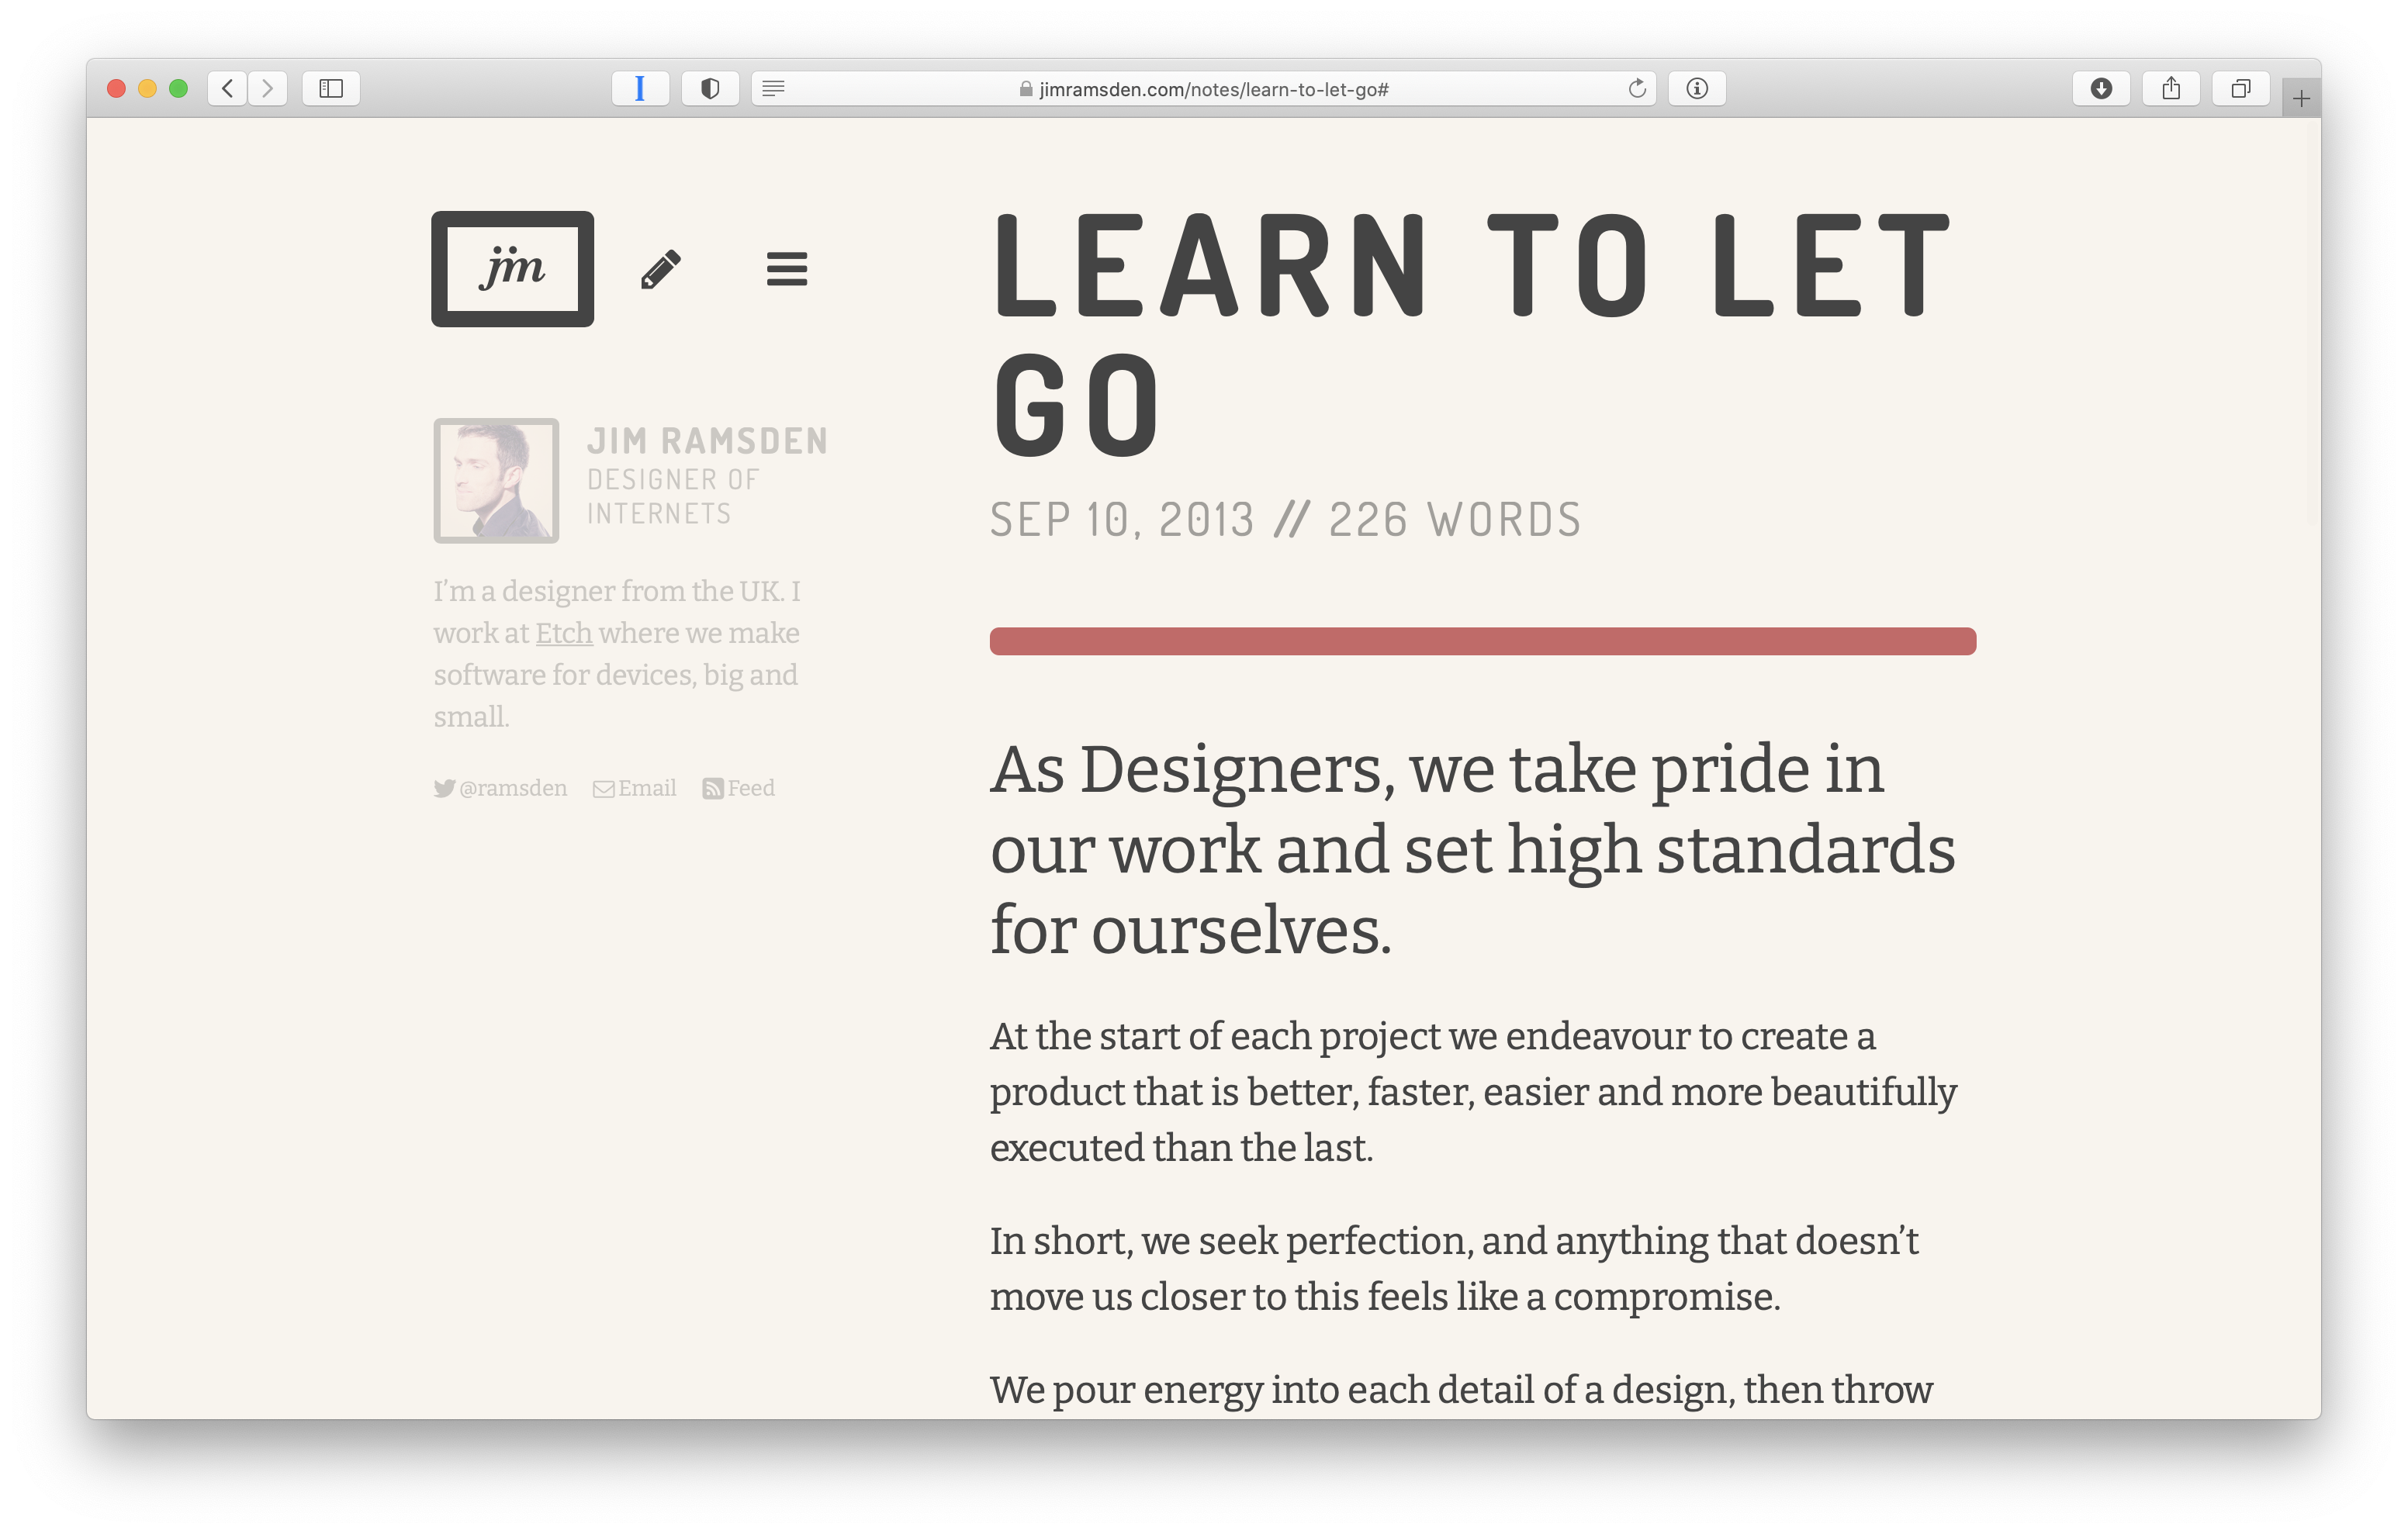 jimramsden.com/notes/learn-to-let-go#
jim
LEARN TO LET
GO
SEP 10, 2013 // 226 WORDS
JIM RAMSDEN
DESIGNER OF
INTERNETS
I’m a designer from the UK. I
work at Etch where we make
software for devices, big and
small.
@ramsden Email Feed
As Designers, we take pride in
our work and set high standards
for ourselves.
At the start of each project we endeavour to create a
product that is better, faster, easier and more beautifully
executed than the last.
In short, we seek perfection, and anything that doesn’t
move us closer to this feels like a compromise.
We pour energy into each detail of a design, then throw